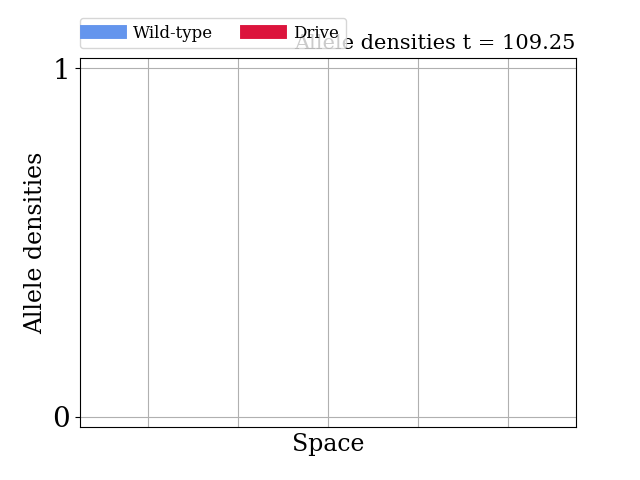 Wild-type
Drive
Allele densities t = 109.25
1
Allele densities
0
Space